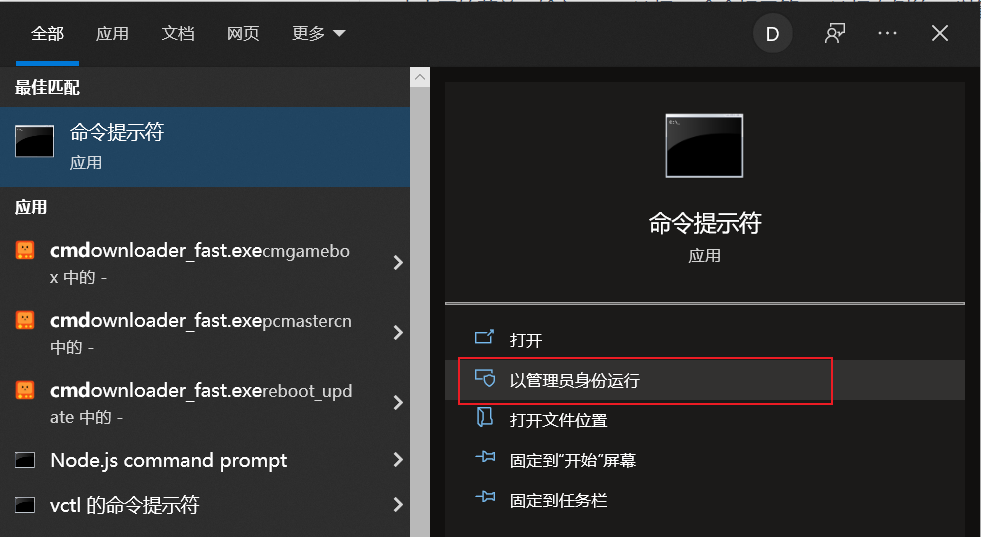 全部 应用 文档 网页 更多 D
最佳匹配
命令提示符
应用
应用
cmdownloader_fast.execmgamebo
x 中的 -
cmdownloader_fast.exepcmastercn
中的 -
cmdownloader_fast.exereboot_upd
ate 中的 -
Node.js command prompt
vctl 的命令提示符
命令提示符
应用
打开
以管理员身份运行
打开文件位置
固定到“开始”屏幕
固定到任务栏